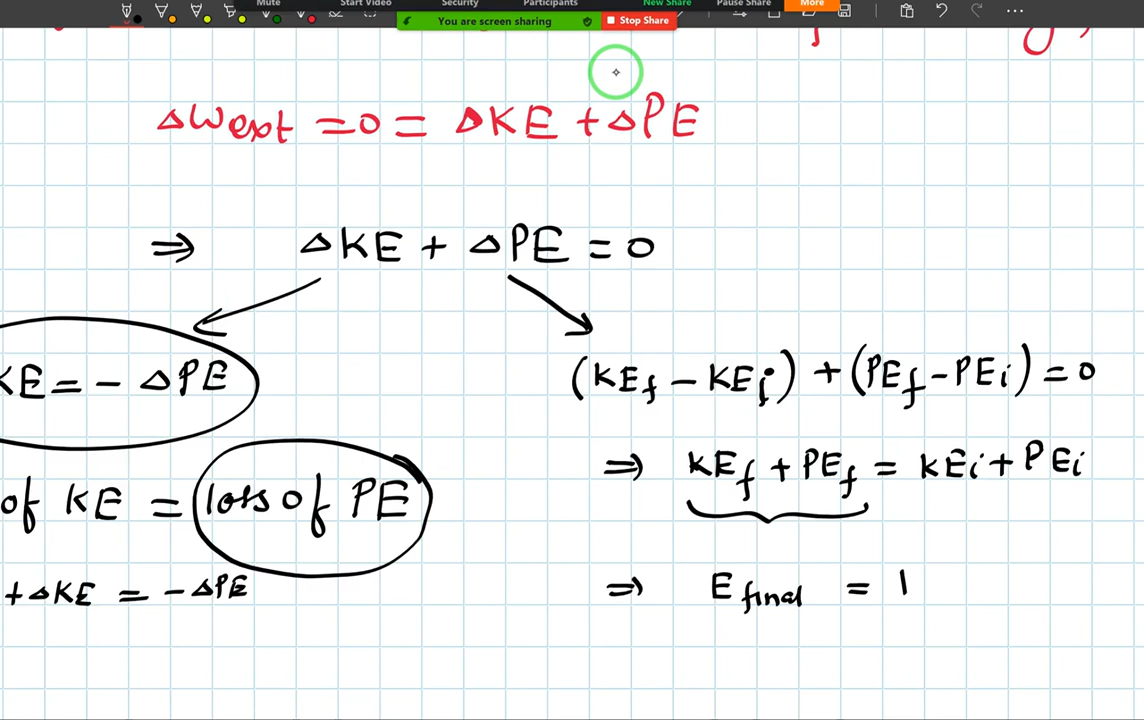 Mute Start Video Security Participants New Share Pause Share More
You are screen sharing Stop Share
ΔWext = 0 = ΔKE + ΔPE
⇒ ΔKE + ΔPE = 0
KE = - ΔPE
(KEf - KEi) + (PEf - PEi) = 0
⇒ KEf + PEf = KEi + PEi
of KE = loss of PE
+ΔKE = -ΔPE
⇒ E final = 1